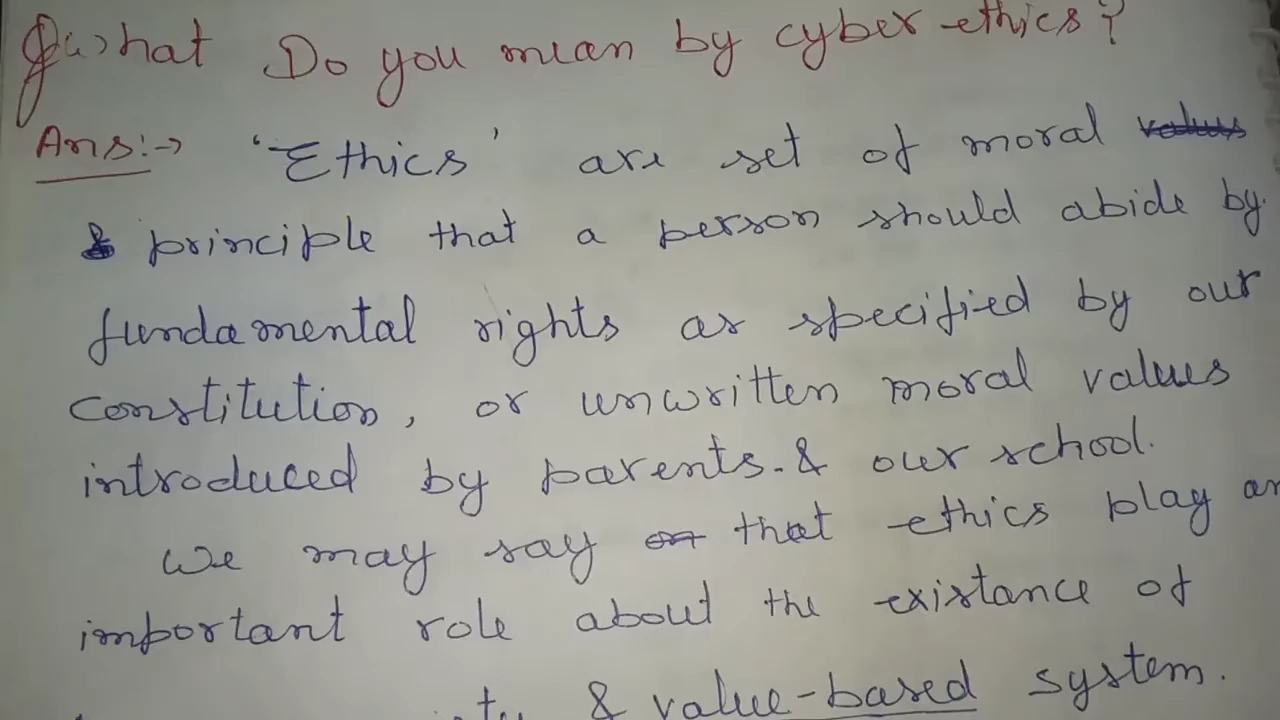 Q What Do you mean by cyber ethics?
Ans:→ 'Ethics' are set of moral values
& principle that a person should abide by
fundamental rights as specified by our
constitution, or unwritten moral values
introduced by parents. & our school.
We may say that ethics play an
important role about the existance of
& value-based system.